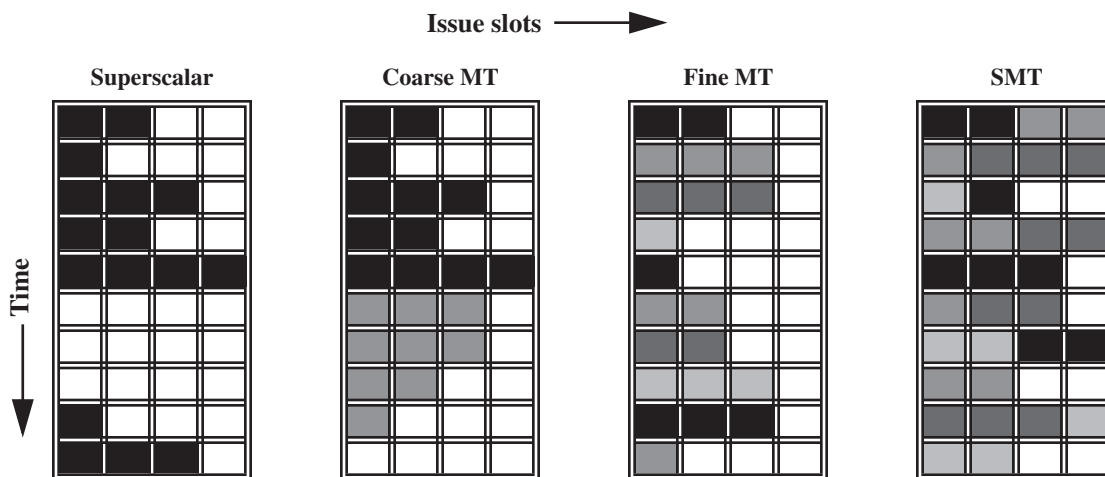 Issue slots
Superscalar
Coarse MT
Fine MT
SMT
Time